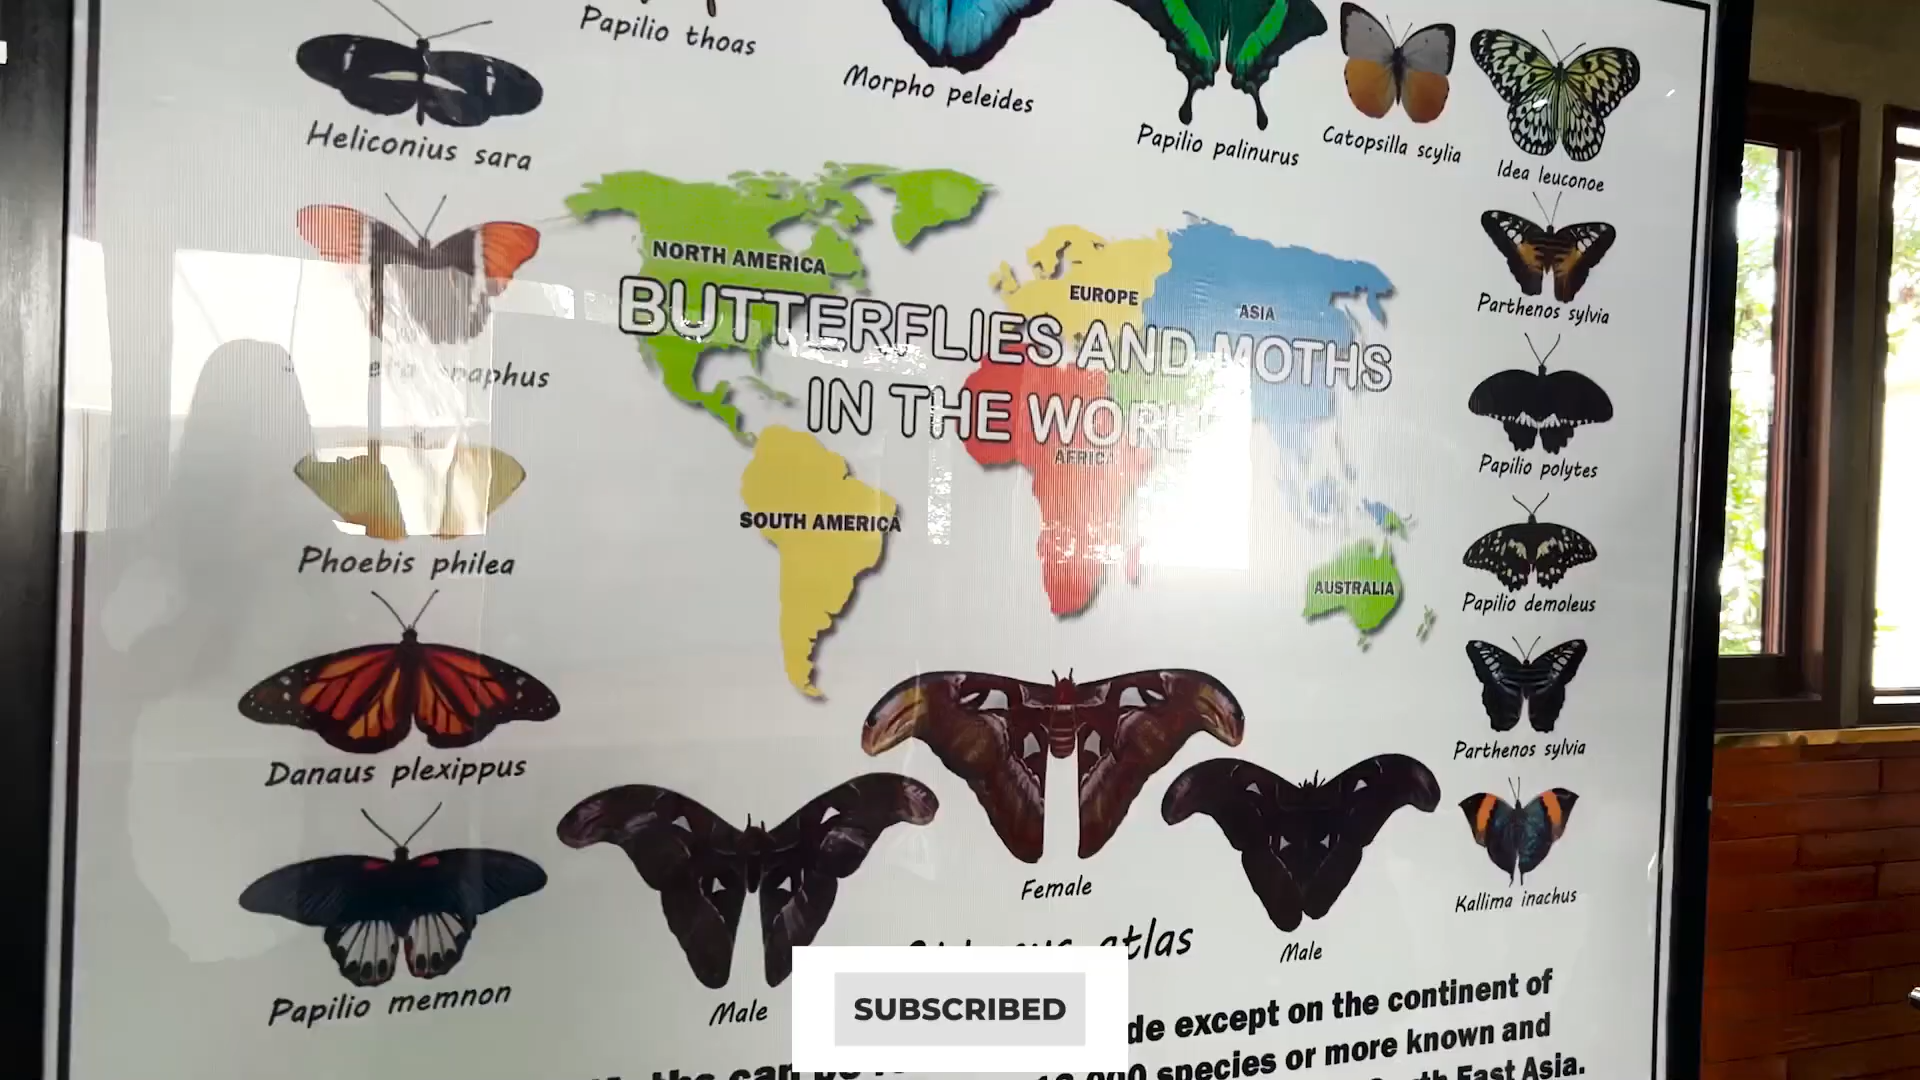 Papilio thoas
Morpho peleides
Heliconius sara
Papilio palinurus
Catopsilla scylia
Idea leuconoe
NORTH AMERICA
EUROPE
ASIA
BUTTERFLIES AND MOTHS
IN THE WORLD
AFRICA
SOUTH AMERICA
AUSTRALIA
Parthenos sylvia
Papilio polytes
Phoebis philea
Papilio demoleus
Danaus plexippus
Parthenos sylvia
Female
Kallima inachus
atlas
Male
Papilio memnon
Male
SUBSCRIBED
except on the continent of
species or more known and
East Asia.